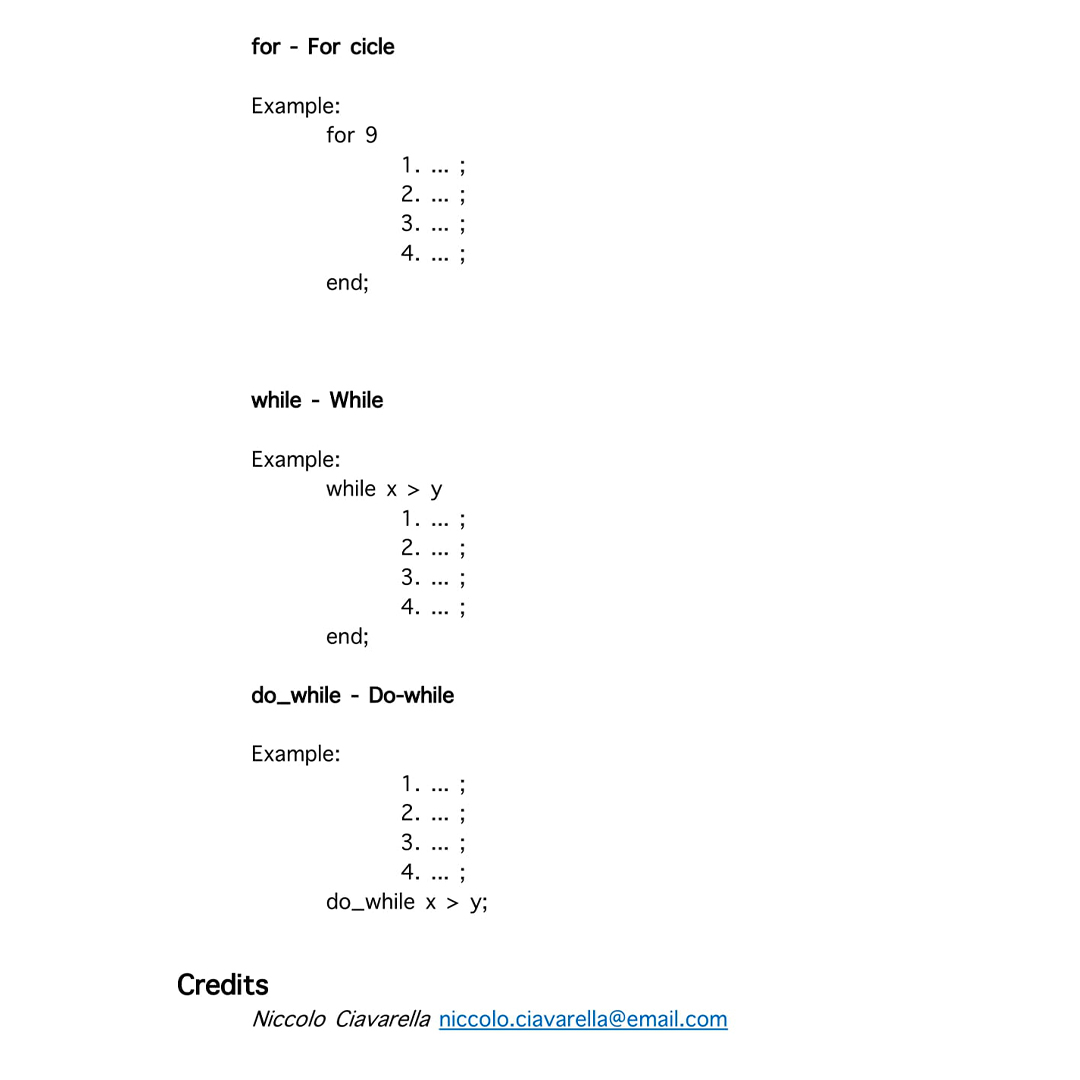 for - For cicle
Example:
for 9
1. ... ;
2. ... ;
3. ... ;
4. ... ;
end;
while - While
Example:
while x > y
1. ... ;
2. ... ;
3. ... ;
4. ... ;
end;
do_while - Do-while
Example:
1. ... ;
2. ... ;
3. ... ;
4. ... ;
do_while x > y;
Credits
Niccolo Ciavarella niccolo.ciavarella@email.com